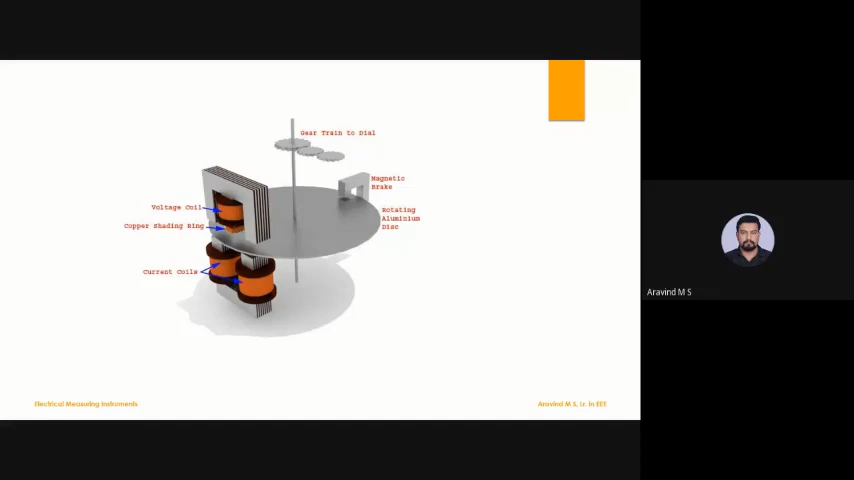 Gear Train to Dial
Magnetic
Brake
Voltage Coil
Rotating
Aluminium
Disc
Copper Shading Ring
Current Coils
Aravind M S
Electrical Measuring Instruments
Aravind M S, Lr. in EEE